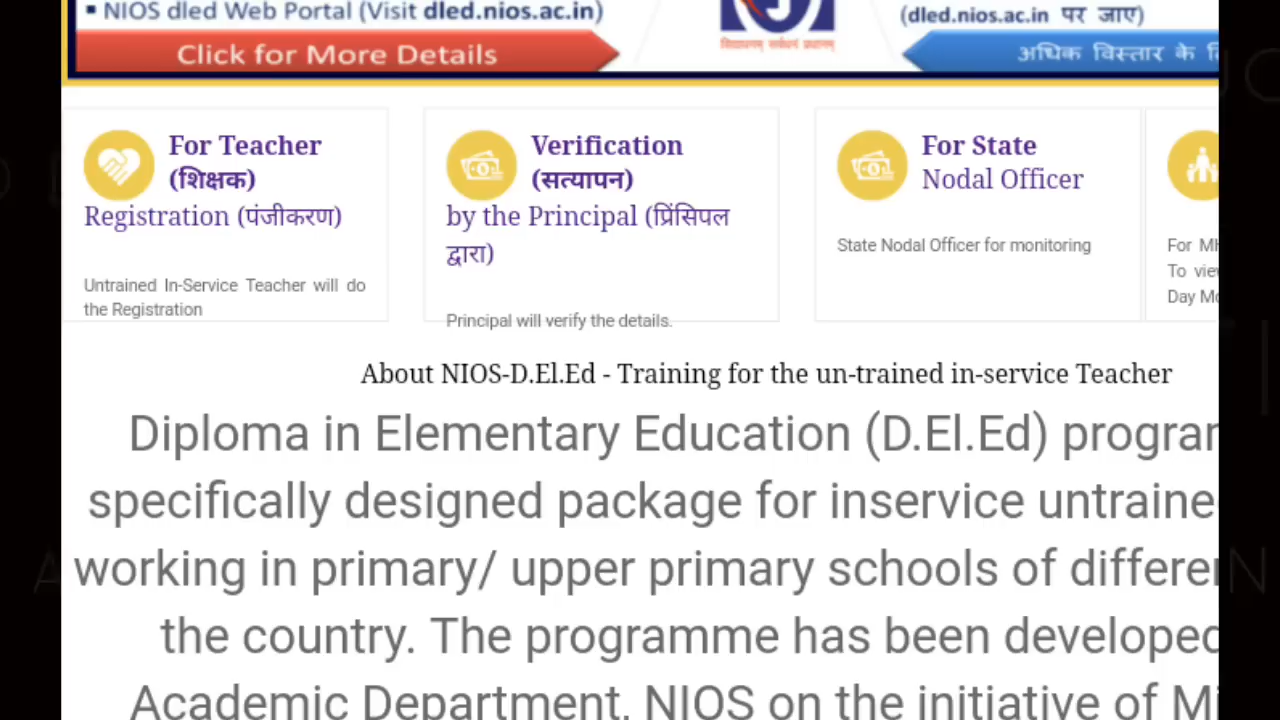 ▪ NIOS dled Web Portal (Visit dled.nios.ac.in)
(dled.nios.ac.in पर जाए)
Click for More Details
अधिक विस्तार के
For Teacher
(शिक्षक)
Registration (पंजीकरण)
Untrained In-Service Teacher will do
the Registration
Verification
(सत्यापन)
by the Principal (प्रिंसिपल
द्वारा)
Principal will verify the details.
For State
Nodal Officer
State Nodal Officer for monitoring
For
To
Day
About NIOS-D.El.Ed - Training for the un-trained in-service Teacher
Diploma in Elementary Education (D.El.Ed)
specifically designed package for inservice
working in primary/ upper primary schools of
the country. The programme has been developed
Academic Department, NIOS on the initiative of